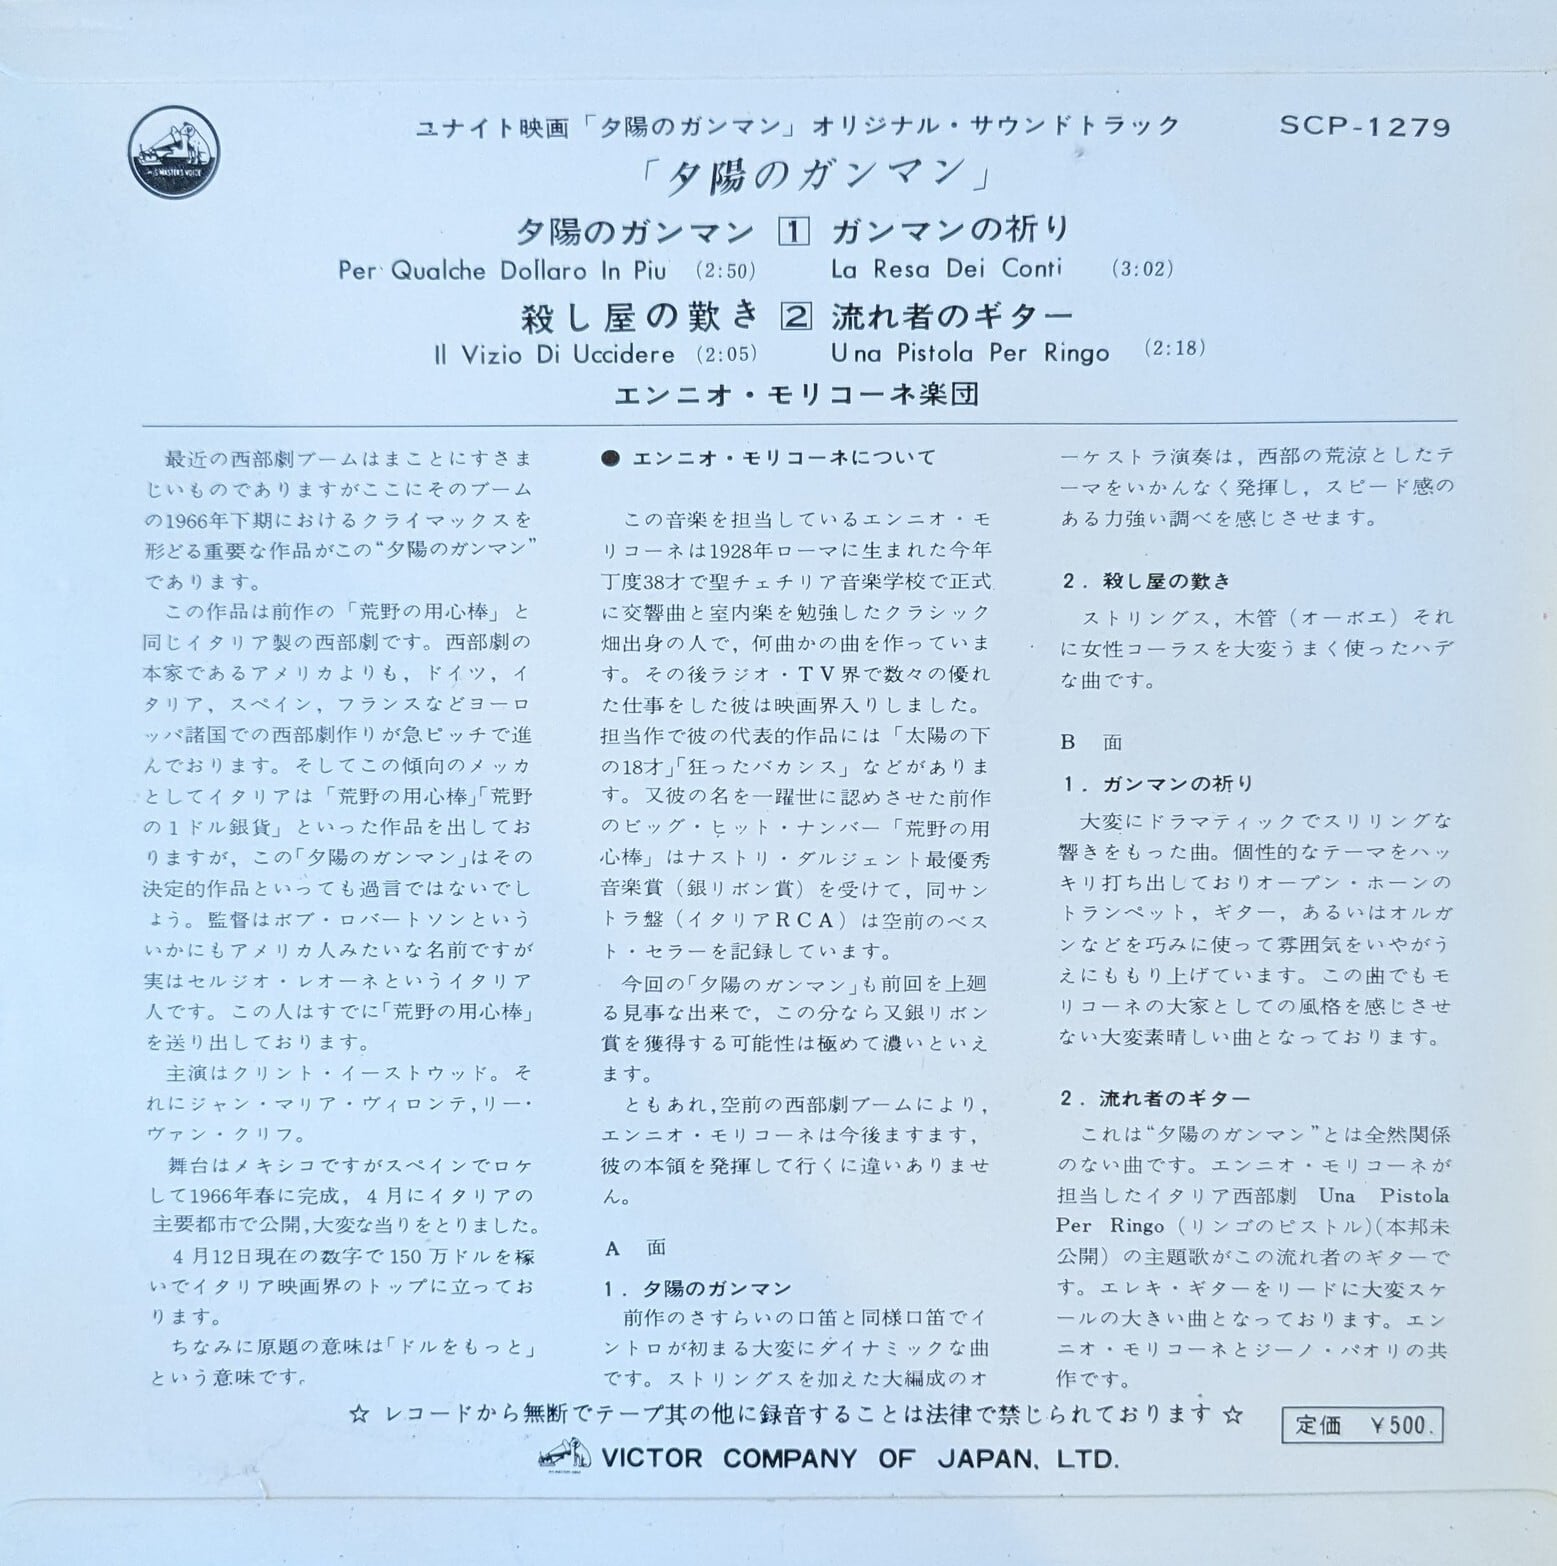 ユナイト映画「夕陽のガンマン」オリジナル・サウンドトラック
SCP-1279
HIS MASTER'S VOICE
「夕陽のガンマン」
夕陽のガンマン 1 ガンマンの祈り
Per Qualche Dollaro In Piu (2:50) La Resa Dei Conti (3:02)
殺し屋の歎き 2 流れ者のギター
Il Vizio Di Uccidere (2:05) Una Pistola Per Ringo (2:18)
エンニオ・モリコーネ楽団
最近の西部劇ブームはまことにすさま
じいものでありますがここにそのブーム
の1966年下期におけるクライマックスを
形どる重要な作品がこの“夕陽のガンマン”
であります。
この作品は前作の「荒野の用心棒」と
同じイタリア製の西部劇です。西部劇の
本家であるアメリカよりも，ドイツ，イ
タリア，スペイン，フランスなどヨーロ
ッパ諸国での西部劇作りが急ピッチで進
んでおります。そしてこの傾向のメッカ
としてイタリアは「荒野の用心棒」「荒野
の1ドル銀貨」といった作品を出してお
りますが，この「夕陽のガンマン」はその
決定的作品といっても過言ではないでし
ょう。監督はボブ・ロバートソンという
いかにもアメリカ人みたいな名前ですが
実はセルジオ・レオーネというイタリア
人です。この人はすでに「荒野の用心棒」
を送り出しております。
主演はクリント・イーストウッド。そ
れにジャン・マリア・ヴィロンテ，リー・
ヴァン・クリフ。
舞台はメキシコですがスペインでロケ
して1966年春に完成，4月にイタリアの
主要都市で公開，大変な当りをとりました。
4月12日現在の数字で150万ドルを稼
いでイタリア映画界のトップに立ってお
ります。
ちなみに原題の意味は「ドルをもっと」
という意味です。
● エンニオ・モリコーネについて
この音楽を担当しているエンニオ・モ
リコーネは1928年ローマに生まれた今年
丁度38才で聖チェチリア音楽学校で正式
に交響曲と室内楽を勉強したクラシック
畑出身の人で，何曲かの曲を作っていま
す。その後ラジオ・TV界で数々の優れ
た仕事をした彼は映画界入りしました。
担当作で彼の代表的作品には「太陽の下
の18才」「狂ったバカンス」などがありま
す。又彼の名を一躍世に認めさせた前作
のビッグ・ヒット・ナンバー「荒野の用
心棒」はナストリ・ダルジェント最優秀
音楽賞（銀リボン賞）を受けて，同サン
トラ盤（イタリアRCA）は空前のベス
ト・セラーを記録しています。
今回の「夕陽のガンマン」も前回を上廻
る見事な出来で，この分なら又銀リボン
賞を獲得する可能性は極めて濃いといえ
ます。
ともあれ，空前の西部劇ブームにより，
エンニオ・モリコーネは今後ますます，
彼の本領を発揮して行くに違いありませ
ん。
A 面
1．夕陽のガンマン
前作のさすらいの口笛と同様口笛でイ
ントロが初まる大変にダイナミックな曲
です。ストリングスを加えた大編成のオ
ーケストラ演奏は，西部の荒涼としたテ
ーマをいかんなく発揮し，スピード感の
ある力強い調べを感じさせます。
2．殺し屋の歎き
ストリングス，木管（オーボエ）それ
に女性コーラスを大変うまく使ったハデ
な曲です。
B 面
1．ガンマンの祈り
大変にドラマティックでスリリングな
響きをもった曲。個性的なテーマをハッ
キリ打ち出しておりオープン・ホーンの
トランペット，ギター，あるいはオルガ
ンなどを巧みに使って雰囲気をいやがう
えにももり上げています。この曲でもモ
リコーネの大家としての風格を感じさせ
ない大変素晴しい曲となっております。
2．流れ者のギター
これは“夕陽のガンマン”とは全然関係
のない曲です。エンニオ・モリコーネが
担当したイタリア西部劇 Una Pistola
Per Ringo（リンゴのピストル）（本邦未
公開）の主題歌がこの流れ者のギターで
す。エレキ・ギターをリードに大変スケ
ールの大きい曲となっております。エン
ニオ・モリコーネとジーノ・パオリの共
作です。
☆ レコードから無断でテープ其の他に録音することは法律で禁じられております ☆
定価 ¥500.
VICTOR COMPANY OF JAPAN, LTD.